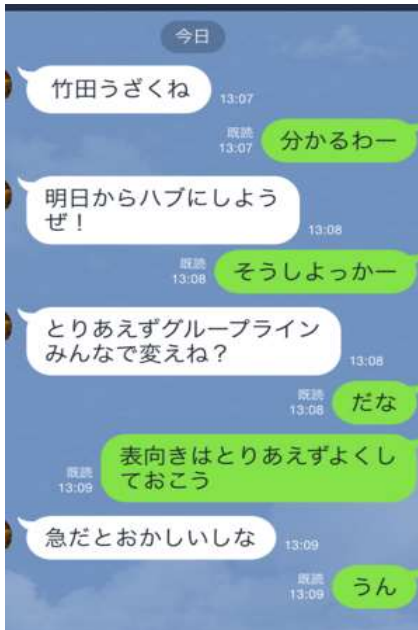 今日
竹田うざくね
13:07
既読
13:07
分かるわー
明日からハブにしよう
ぜ！
13:08
既読
13:08
そうしよっかー
とりあえずグループライン
みんなで変えね？
13:08
既読
13:08
だな
表向きはとりあえずよくし
ておこう
既読
13:09
急だとおかしいしな
13:09
既読
13:09
うん